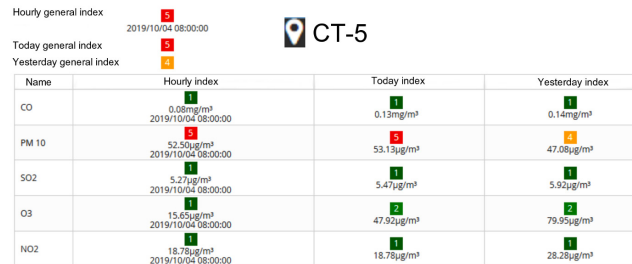 Hourly general index 5
2019/10/04 08:00:00
CT-5
Today general index 5
Yesterday general index 4
Name Hourly index Today index Yesterday index
1 1 1
CO 0.08mg/m³ 0.13mg/m³ 0.14mg/m³
2019/10/04 08:00:00
5 5 4
PM 10 52.50µg/m³ 53.13µg/m³ 47.08µg/m³
2019/10/04 08:00:00
1 1 1
SO2 5.27µg/m³ 5.47µg/m³ 5.92µg/m³
2019/10/04 08:00:00
1 2 2
O3 15.65µg/m³ 47.92µg/m³ 79.95µg/m³
2019/10/04 08:00:00
1 1 1
NO2 18.78µg/m³ 18.78µg/m³ 28.28µg/m³
2019/10/04 08:00:00